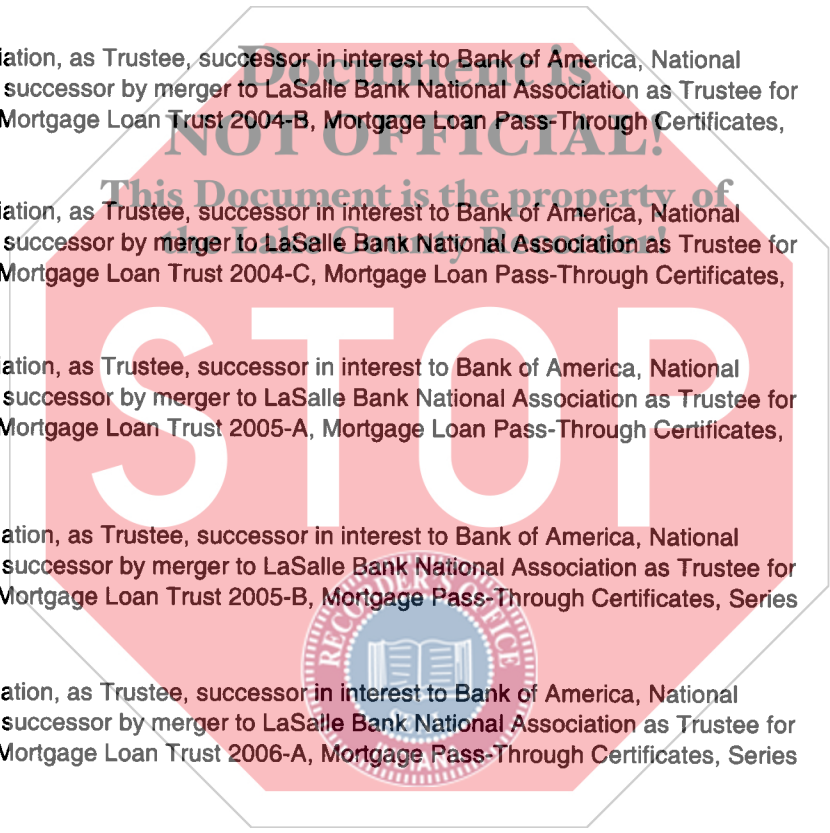 iation, as Trustee, successor in interest to Bank of America, National
successor by merger to LaSalle Bank National Association as Trustee for
Mortgage Loan Trust 2004-B, Mortgage Loan Pass-Through Certificates,
Document is
NOT OFFICIAL!
This Document is the property of
the Lake County Recorder!
iation, as Trustee, successor in interest to Bank of America, National
successor by merger to LaSalle Bank National Association as Trustee for
Mortgage Loan Trust 2004-C, Mortgage Loan Pass-Through Certificates,
STOP
iation, as Trustee, successor in interest to Bank of America, National
successor by merger to LaSalle Bank National Association as Trustee for
Mortgage Loan Trust 2005-A, Mortgage Loan Pass-Through Certificates,
ation, as Trustee, successor in interest to Bank of America, National
successor by merger to LaSalle Bank National Association as Trustee for
Mortgage Loan Trust 2005-B, Mortgage Pass-Through Certificates, Series
RECORDER'S OFFICE
ation, as Trustee, successor in interest to Bank of America, National
successor by merger to LaSalle Bank National Association as Trustee for
Mortgage Loan Trust 2006-A, Mortgage Pass-Through Certificates, Series